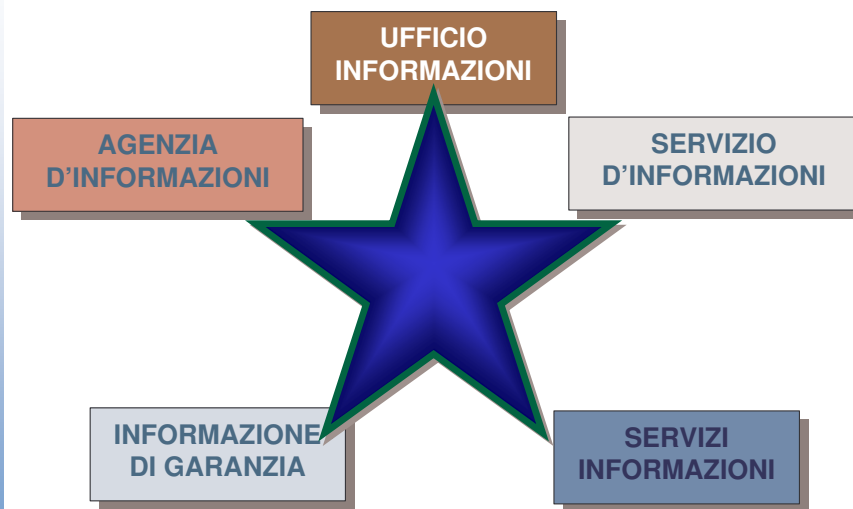 UFFICIO
INFORMAZIONI
AGENZIA
D’INFORMAZIONI
SERVIZIO
D’INFORMAZIONI
INFORMAZIONE
DI GARANZIA
SERVIZI
INFORMAZIONI